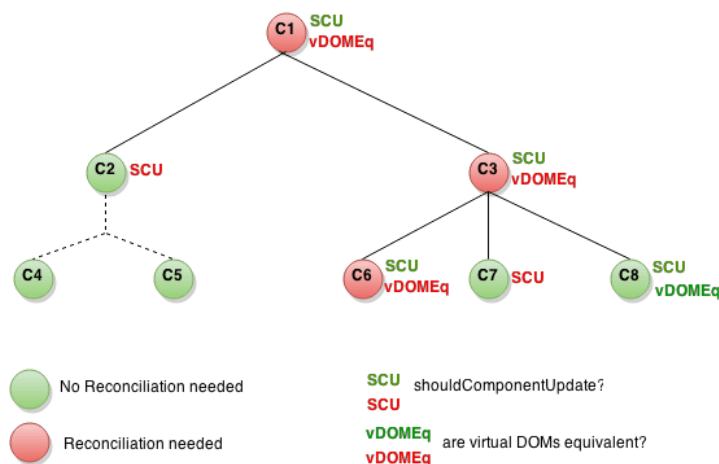 C1 SCU
vDOMEq
C2 SCU
C3 SCU
vDOMEq
C4
C5
C6 SCU
vDOMEq
C7 SCU
C8 SCU
vDOMEq
No Reconciliation needed
Reconciliation needed
SCU shouldComponentUpdate?
SCU
vDOMEq are virtual DOMs equivalent?
vDOMEq